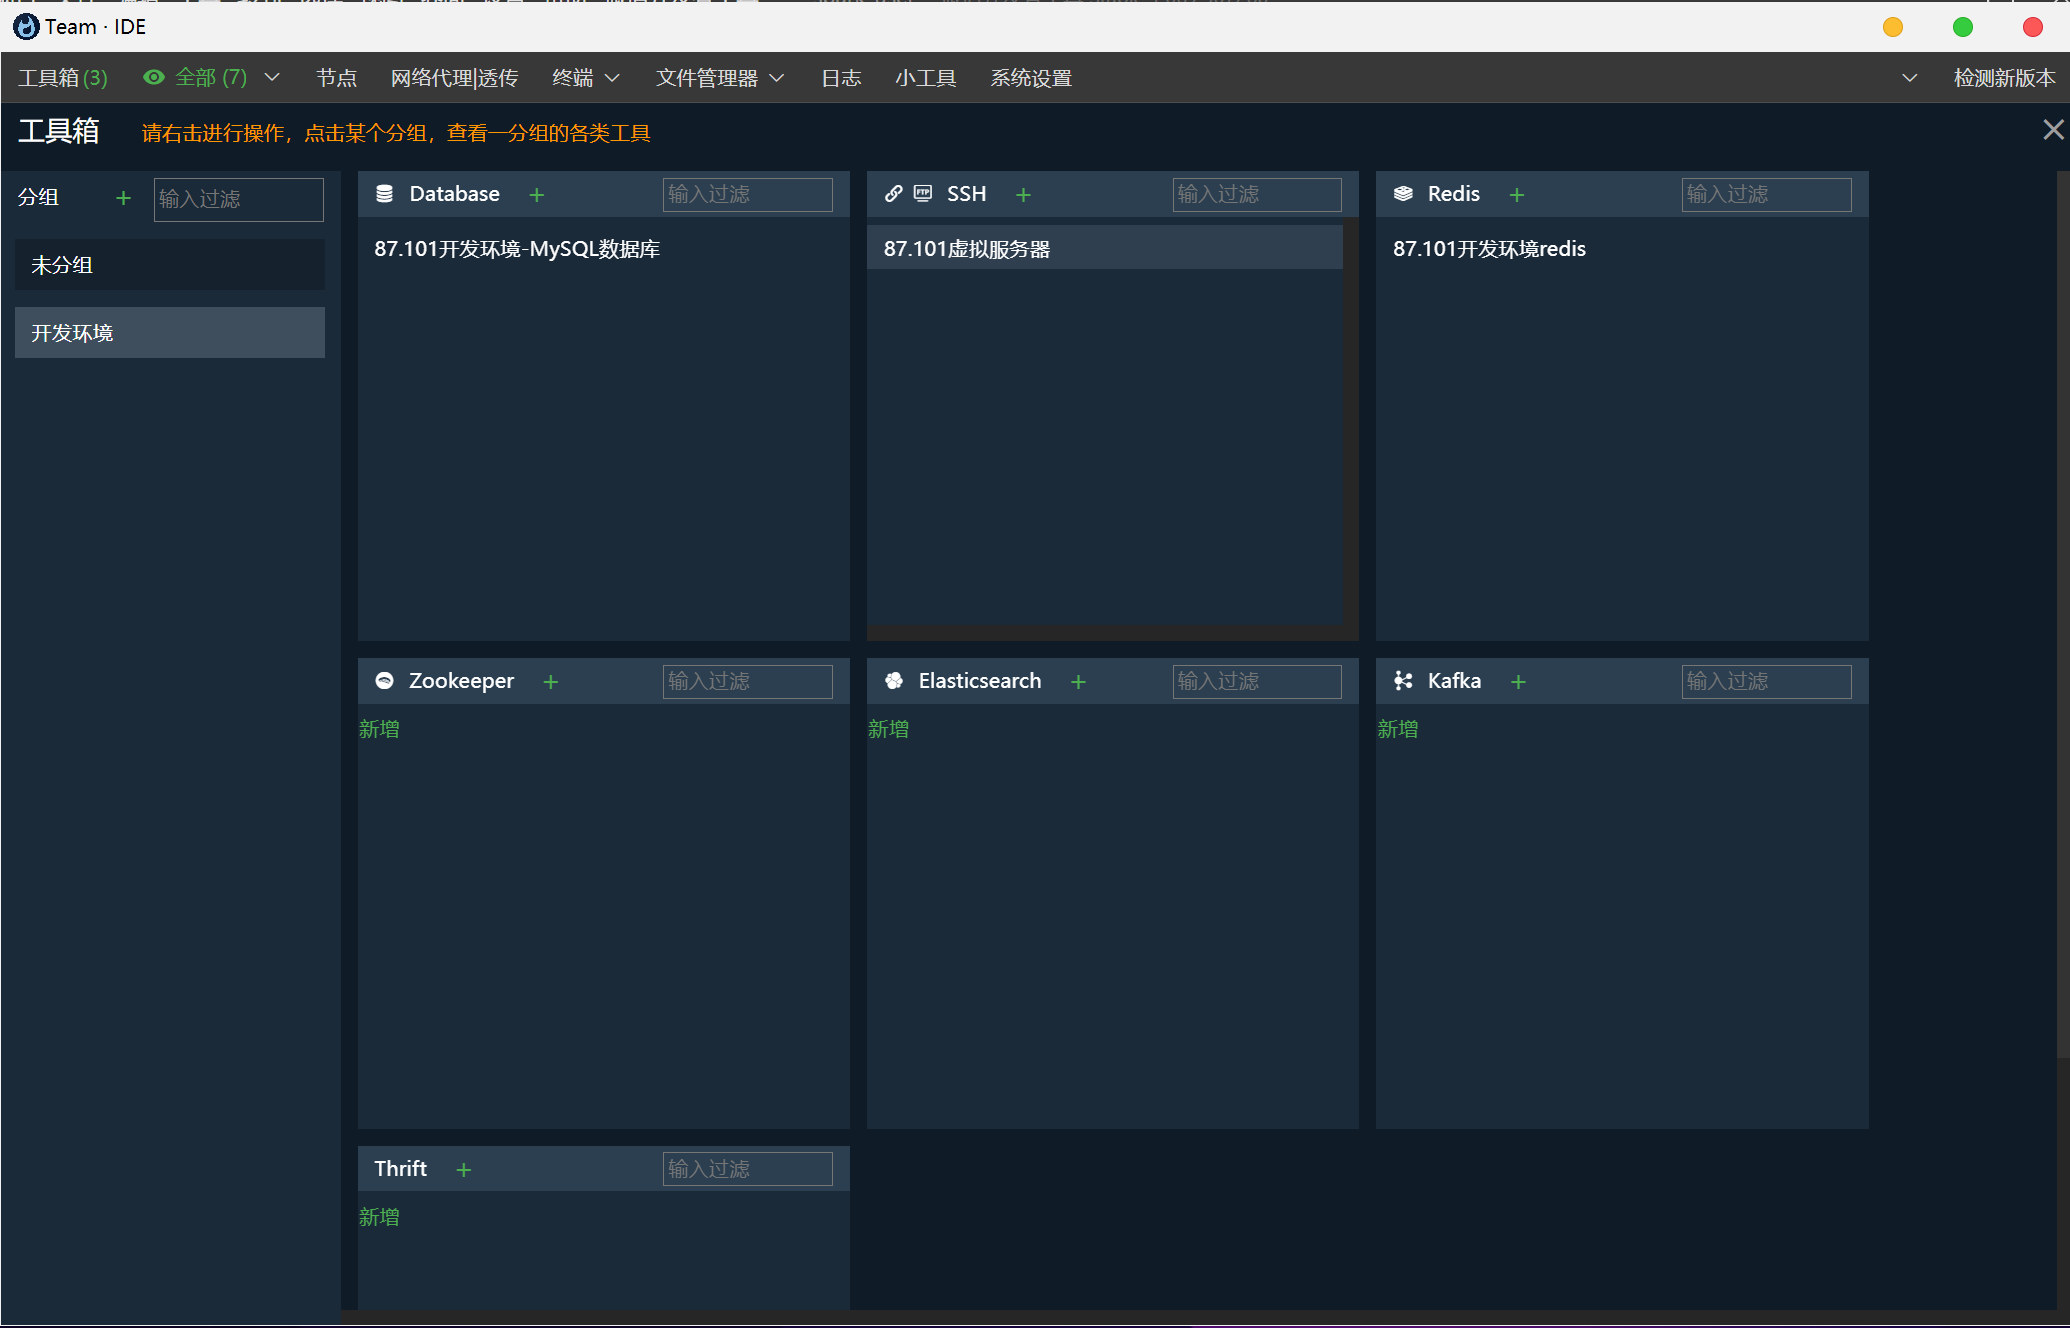 Team · IDE
工具箱(3) 全部 (7) 节点 网络代理|透传 终端 文件管理器 日志 小工具 系统设置 检测新版本
工具箱 请右击进行操作，点击某个分组，查看一分组的各类工具
分组 + 输入过滤
未分组
开发环境
Database + 输入过滤
87.101开发环境-MySQL数据库
FTP SSH + 输入过滤
87.101虚拟服务器
Redis + 输入过滤
87.101开发环境redis
Zookeeper + 输入过滤
新增
Elasticsearch + 输入过滤
新增
Kafka + 输入过滤
新增
Thrift + 输入过滤
新增